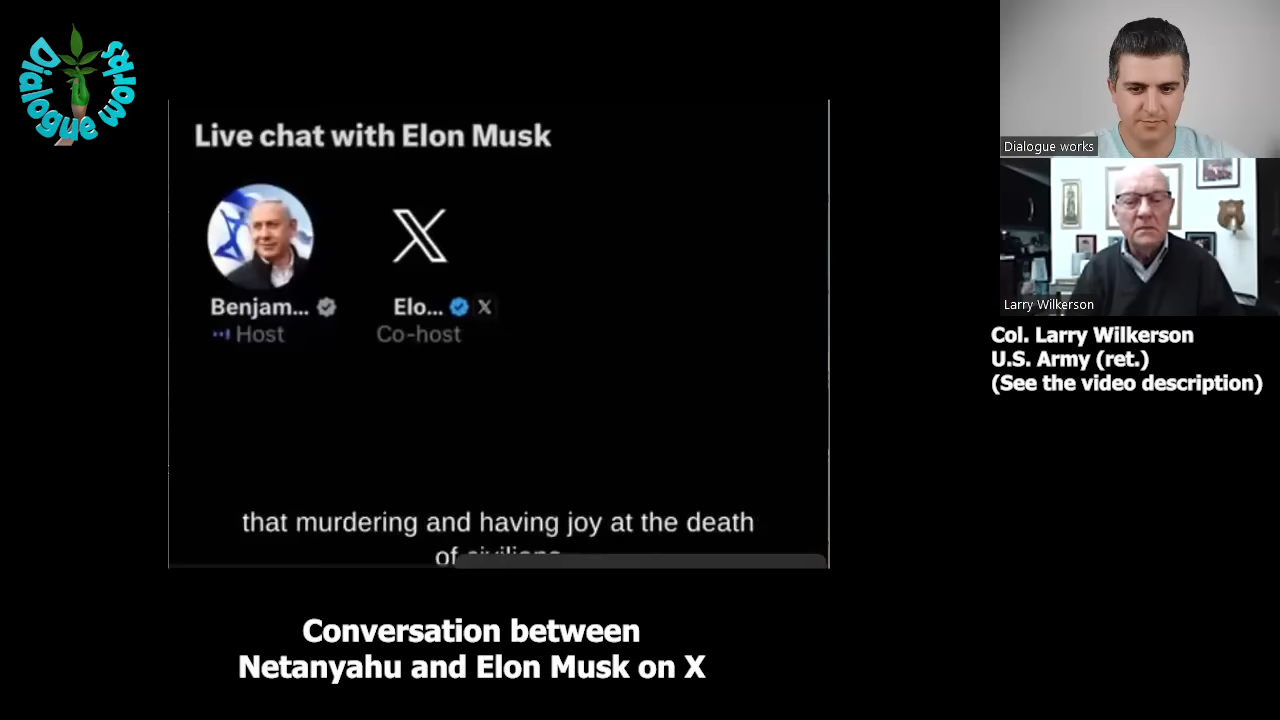 Dialogue works
Live chat with Elon Musk
Benjam...
Host
Elo...
Co-host
that murdering and having joy at the death
of civilians
Conversation between
Netanyahu and Elon Musk on X
Dialogue works
Larry Wilkerson
Col. Larry Wilkerson
U.S. Army (ret.)
(See the video description)